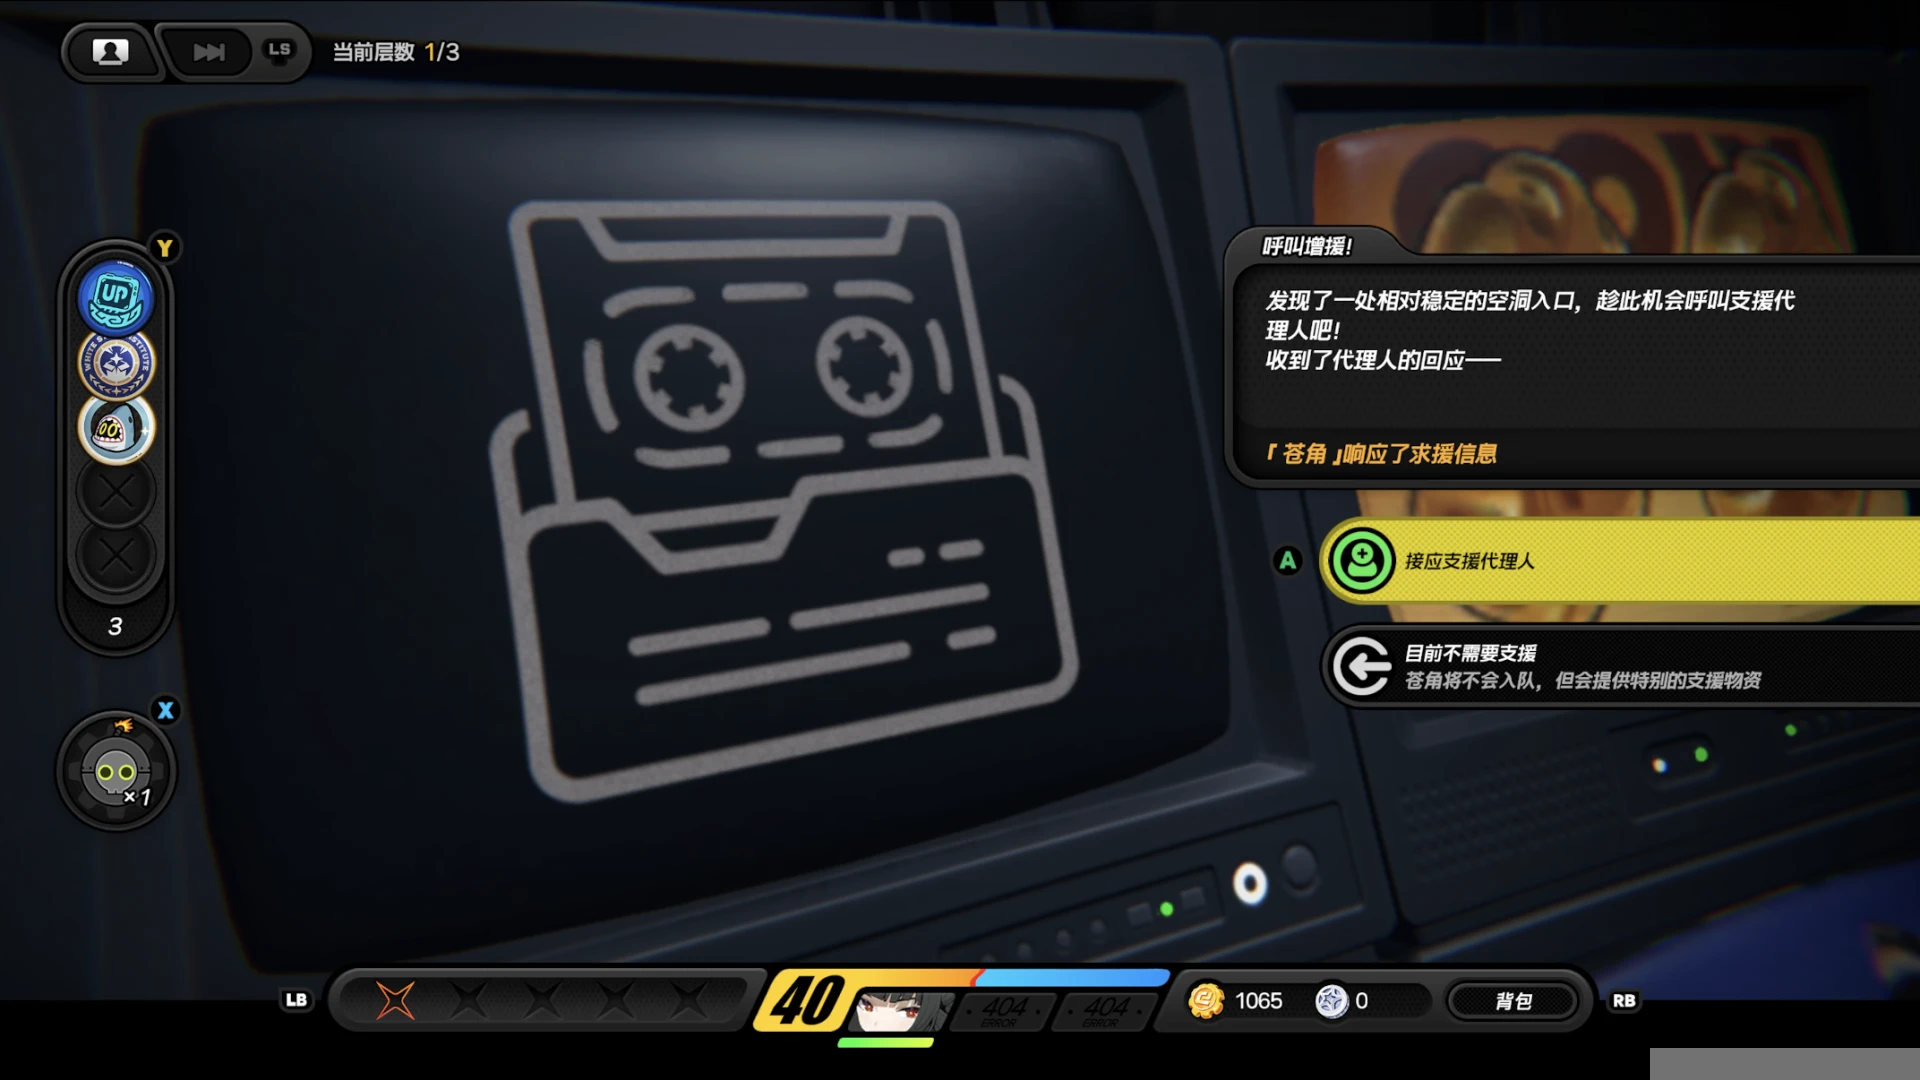 LS
当前层数 1/3
Y
UP
WHITE S
STITUTE
3
X
×1
呼叫增援!
发现了一处相对稳定的空洞入口，趁此机会呼叫支援代
理人吧!
收到了代理人的回应——
「苍角」响应了求援信息
A
接应支援代理人
目前不需要支援
苍角将不会入队，但会提供特别的支援物资
LB
40
404
ERROR
404
ERROR
1065
0
背包
RB